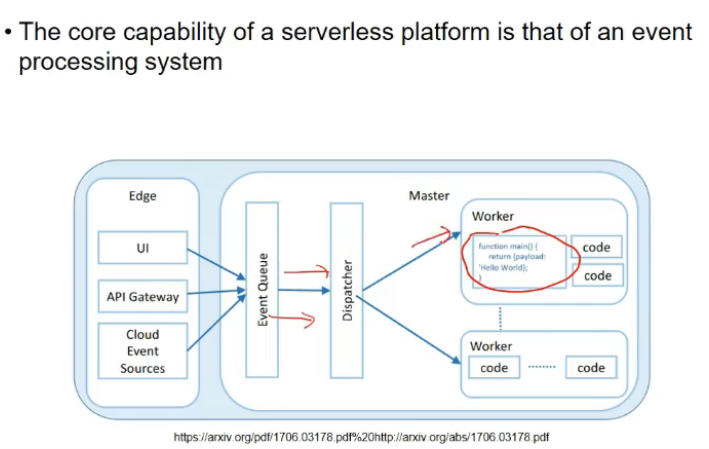 • The core capability of a serverless platform is that of an event
processing system
Edge
UI
API Gateway
Cloud
Event
Sources
Event Queue
Dispatcher
Master
Worker
function main() {
return {payload:
'Hello World};
}
code
code
Worker
code
code
https://arxiv.org/pdf/1706.03178.pdf%20http://arxiv.org/abs/1706.03178.pdf